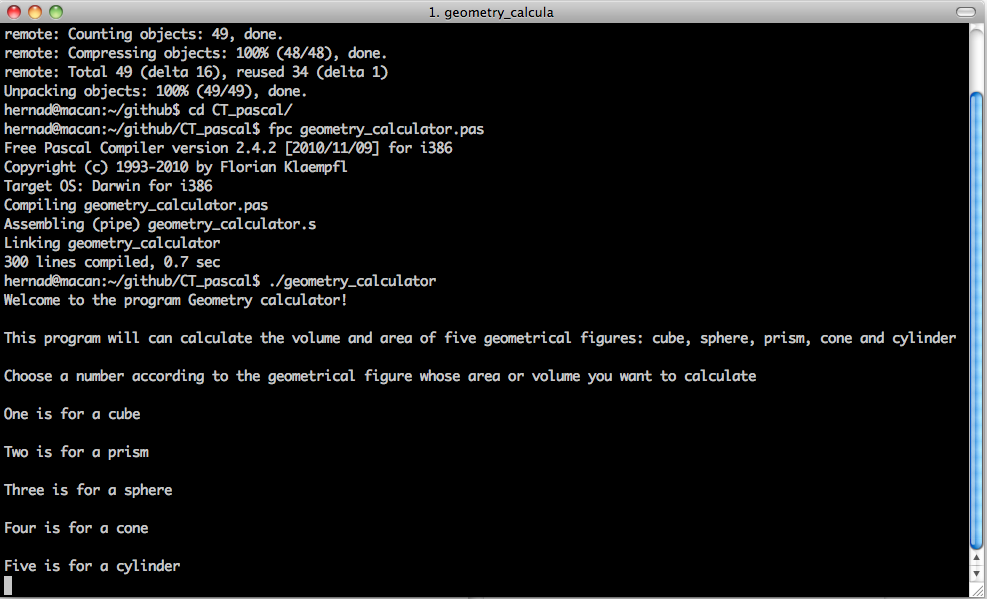 1. geometry_calcula
remote: Counting objects: 49, done.
remote: Compressing objects: 100% (48/48), done.
remote: Total 49 (delta 16), reused 34 (delta 1)
Unpacking objects: 100% (49/49), done.
hernad@macan:~/github$ cd CT_pascal/
hernad@macan:~/github/CT_pascal$ fpc geometry_calculator.pas
Free Pascal Compiler version 2.4.2 [2010/11/09] for i386
Copyright (c) 1993-2010 by Florian Klaempfl
Target OS: Darwin for i386
Compiling geometry_calculator.pas
Assembling (pipe) geometry_calculator.s
Linking geometry_calculator
300 lines compiled, 0.7 sec
hernad@macan:~/github/CT_pascal$ ./geometry_calculator
Welcome to the program Geometry calculator!
This program will can calculate the volume and area of five geometrical figures: cube, sphere, prism, cone and cylinder
Choose a number according to the geometrical figure whose area or volume you want to calculate
One is for a cube
Two is for a prism
Three is for a sphere
Four is for a cone
Five is for a cylinder